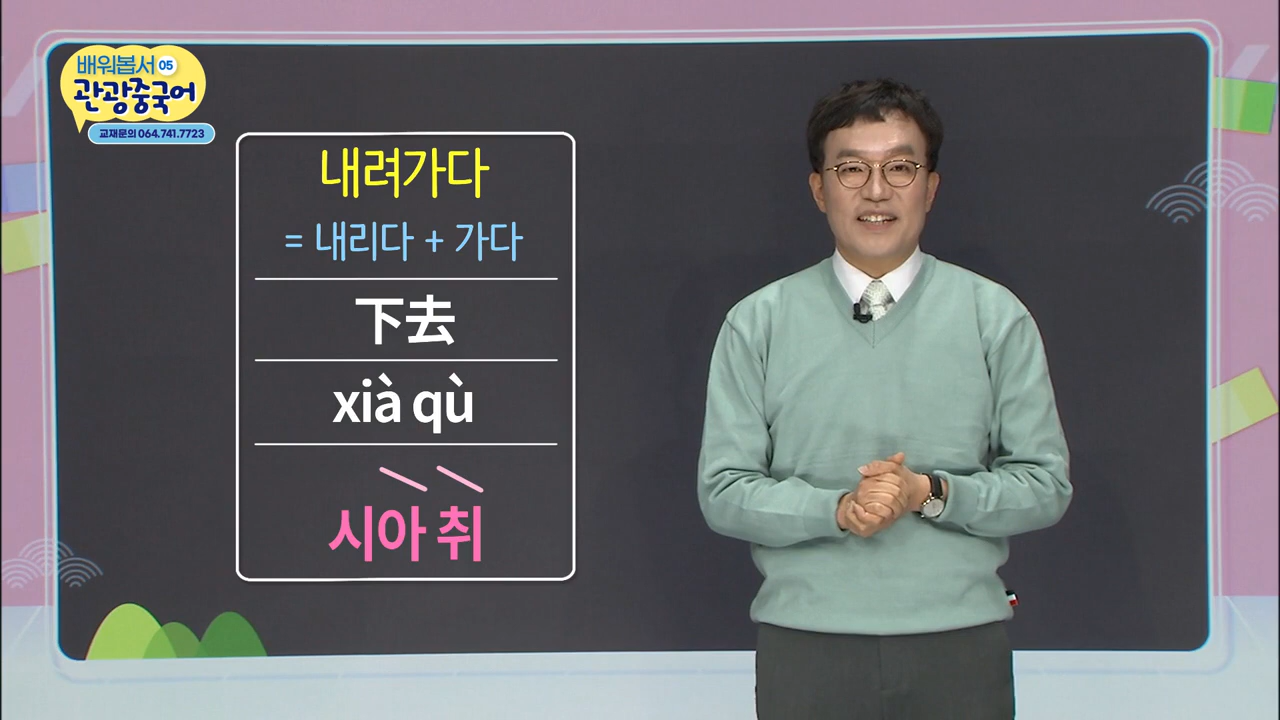 배워봅서 05
관광중국어
교재문의 064.741.7723
내려가다
= 내리다 + 가다
下去
xià qù
시아 취